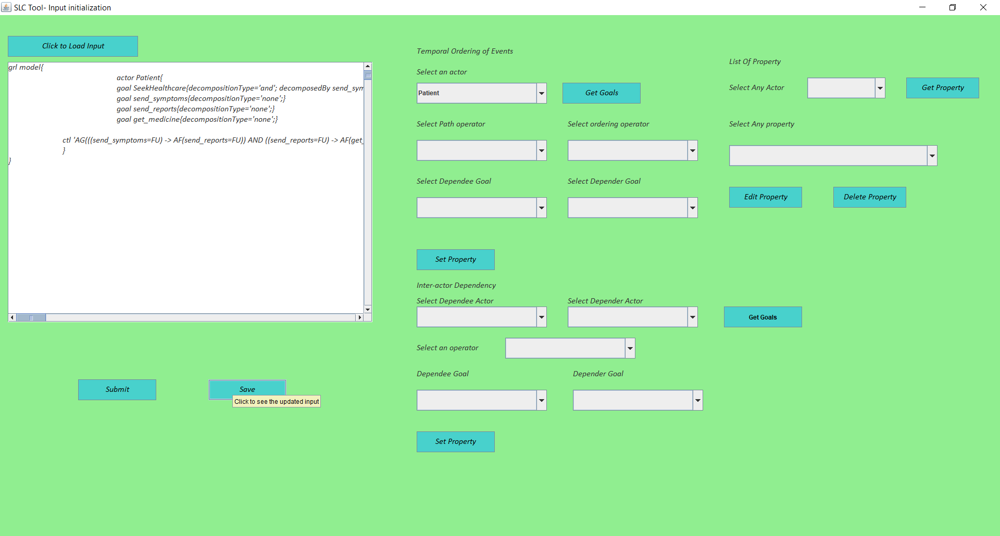 SLC Tool- Input initialization
Click to Load Input
grl model{
actor Patient{
goal SeekHealthcare{decompositionType='and'; decomposedBy send_sym
goal send_symptoms{decompositionType='none';}
goal send_reports{decompositionType='none';}
goal get_medicine{decompositionType='none';}
ctl 'AG(((send_symptoms=FU) -> AF(send_reports=FU)) AND ((send_reports=FU) -> AF(get_
}
}
Submit
Save
Click to see the updated input
Temporal Ordering of Events
Select an actor
Patient
Get Goals
Select Path operator
Select ordering operator
Select Dependee Goal
Select Depender Goal
Set Property
Inter-actor Dependency
Select Dependee Actor
Select Depender Actor
Get Goals
Select an operator
Dependee Goal
Depender Goal
Set Property
List Of Property
Select Any Actor
Get Property
Select Any property
Edit Property
Delete Property